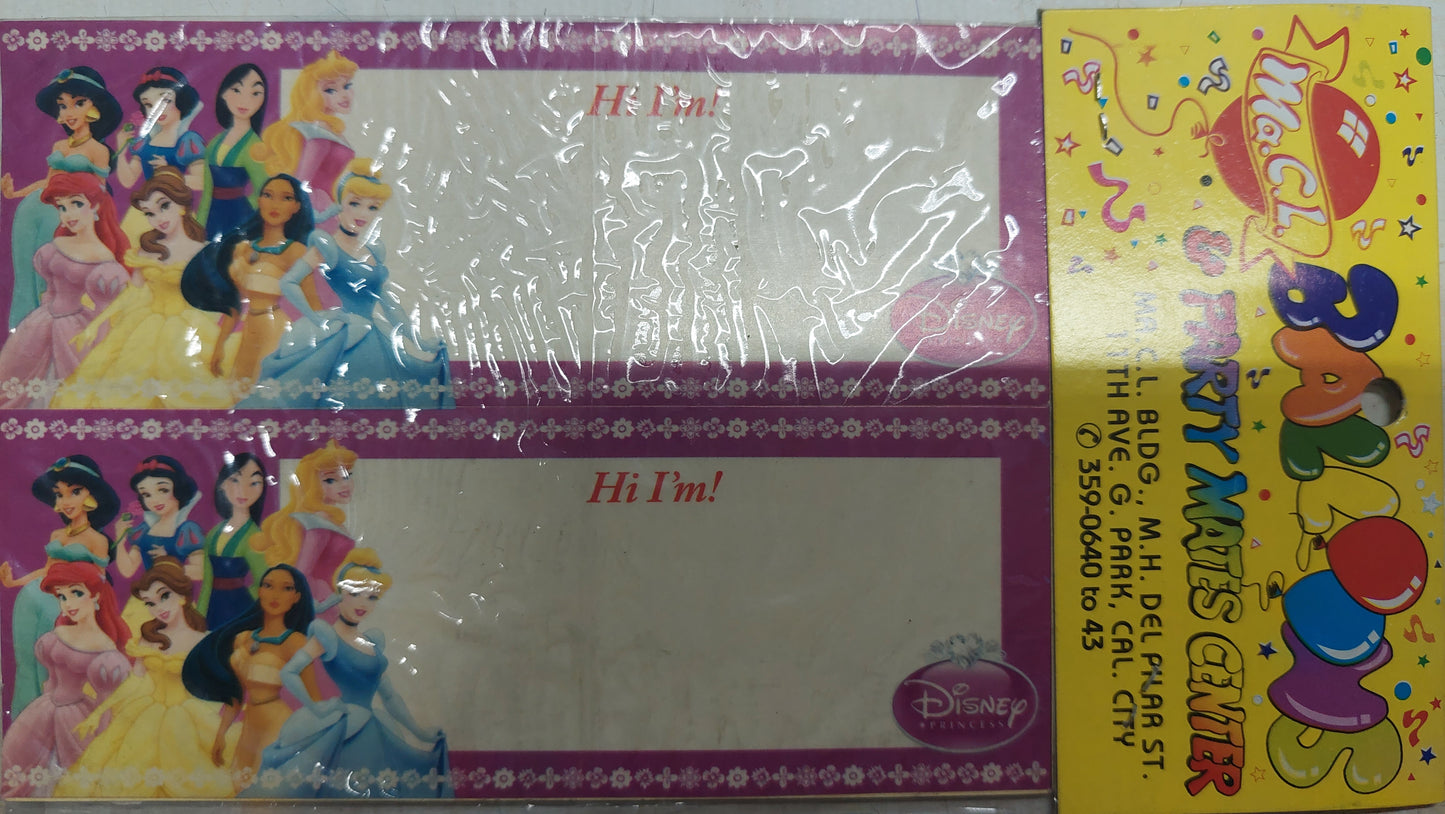 Hi I'm!
Disney
Hi I'm!
Disney
PRINCESS
Ma. C.L.
BALLOONS
& PARTY MATES CENTER
MA. C.L. BLDG., M.H. DEL PILAR ST.
11TH AVE. G. PARK, CAL. CITY
✆ 359-0640 to 43